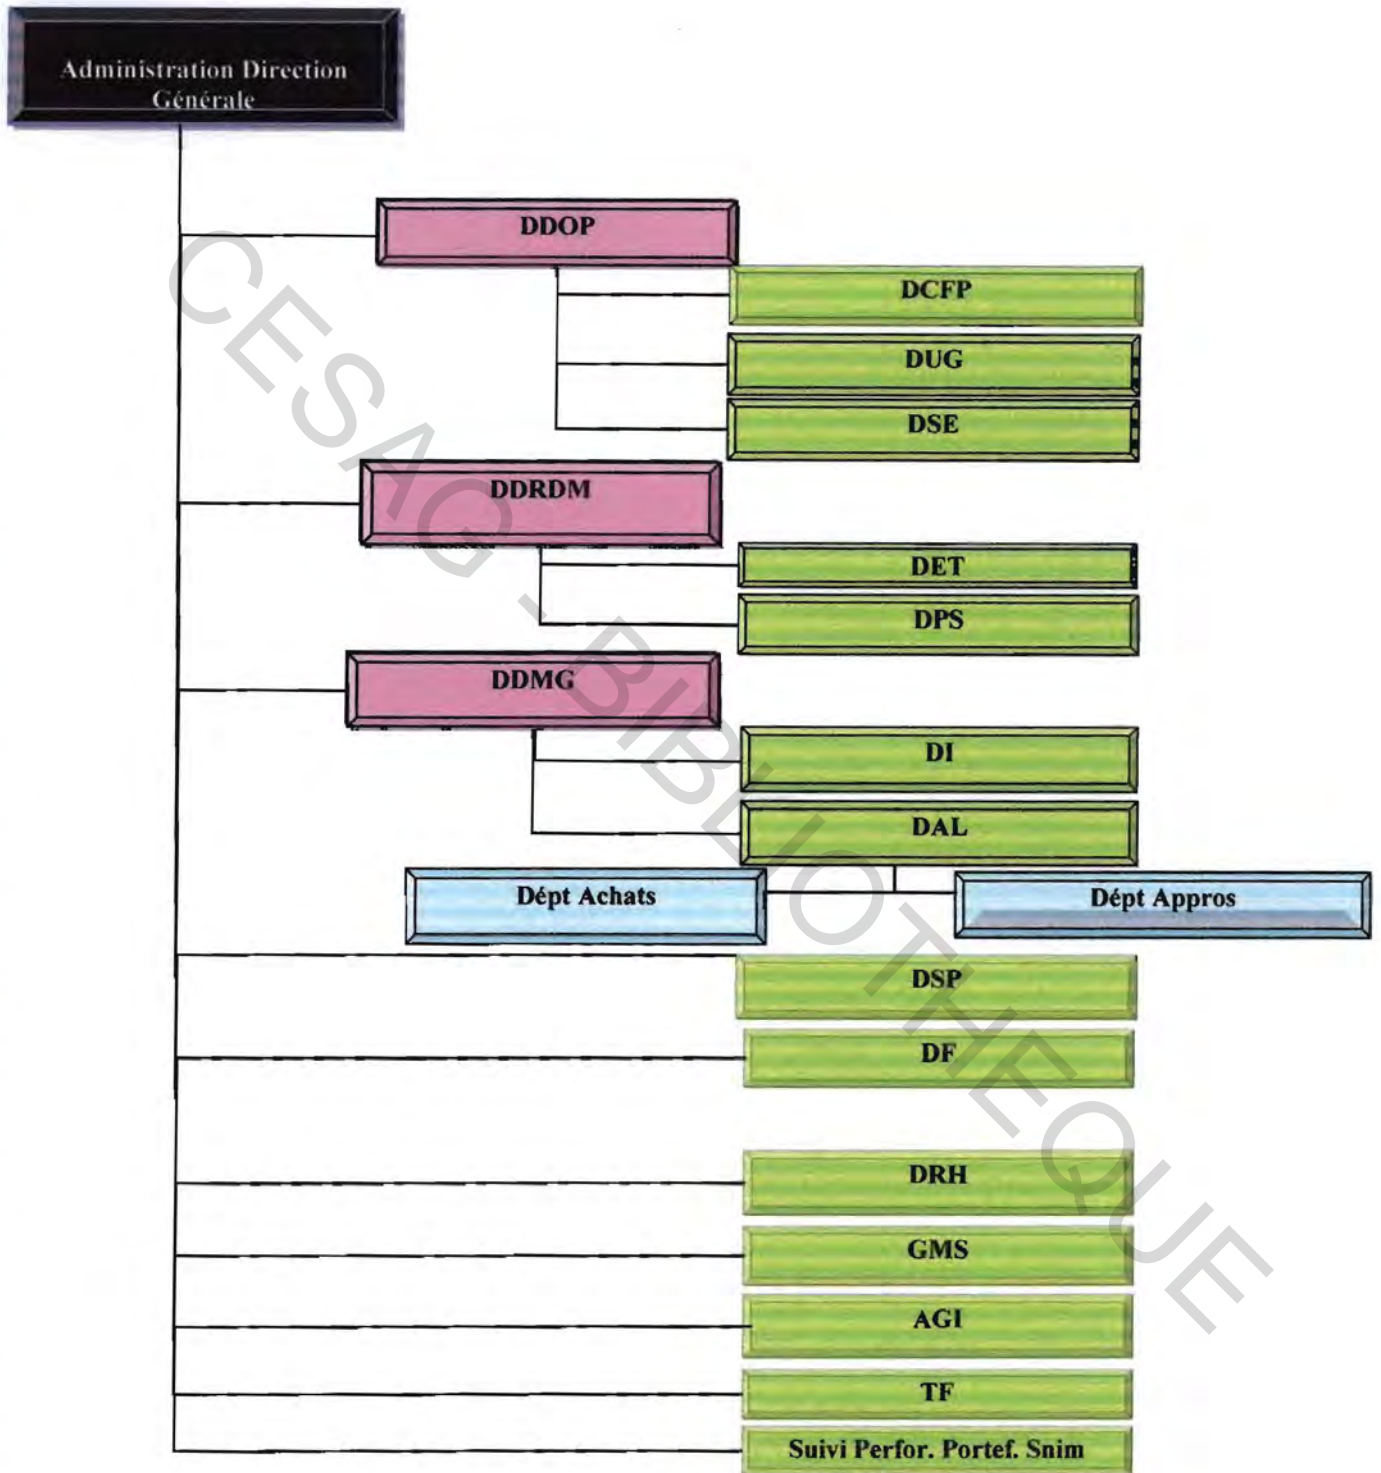 Administration Direction
Générale
DDOP
DCFP
DUG
DSE
DDRDM
DET
DPS
DDMG
DI
DAL
Dépt Achats
Dépt Appros
DSP
DF
DRH
GMS
AGI
TF
Suivi Perfor. Portef. Snim
CESAG - BIBLIOTHEQUE